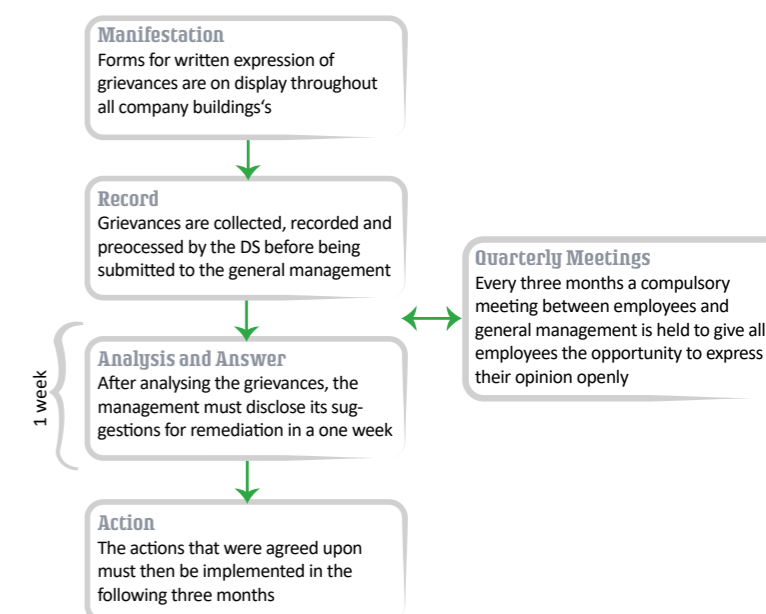 Manifestation
Forms for written expression of
grievances are on display throughout
all company buildings‘s
Record
Grievances are collected, recorded and
preocessed by the DS before being
submitted to the general management
Quarterly Meetings
Every three months a compulsory
meeting between employees and
general management is held to give all
employees the opportunity to express
their opinion openly
1 week
Analysis and Answer
After analysing the grievances, the
management must disclose its sug-
gestions for remediation in a one week
Action
The actions that were agreed upon
must then be implemented in the
following three months